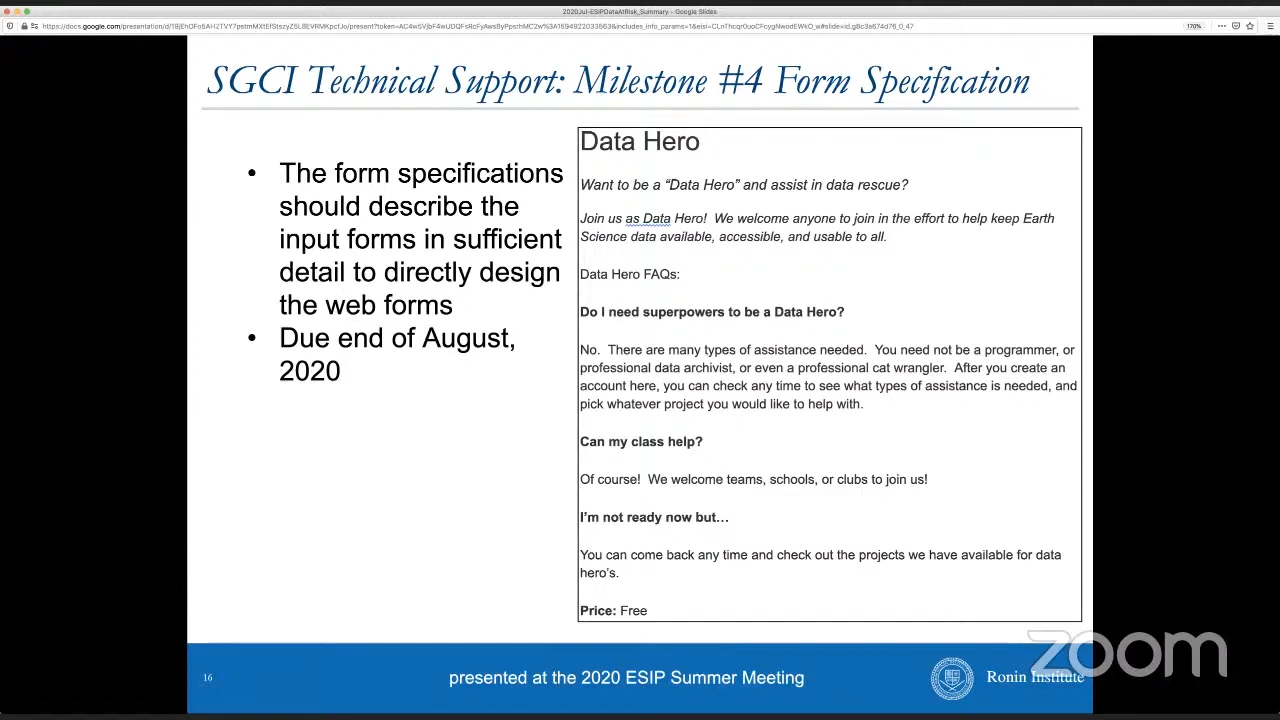 2020Jul-ESIPDataAtRisk_Summary - Google Slides
170%
SGCI Technical Support: Milestone #4 Form Specification
• The form specifications
should describe the
input forms in sufficient
detail to directly design
the web forms
• Due end of August,
2020
Data Hero
Want to be a “Data Hero” and assist in data rescue?
Join us as Data Hero!  We welcome anyone to join in the effort to help keep Earth
Science data available, accessible, and usable to all.
Data Hero FAQs:
Do I need superpowers to be a Data Hero?
No.  There are many types of assistance needed.  You need not be a programmer, or
professional data archivist, or even a professional cat wrangler.  After you create an
account here, you can check any time to see what types of assistance is needed, and
pick whatever project you would like to help with.
Can my class help?
Of course!  We welcome teams, schools, or clubs to join us!
I’m not ready now but…
You can come back any time and check out the projects we have available for data
hero’s.
Price: Free
16
presented at the 2020 ESIP Summer Meeting
Ronin Institute
zoom